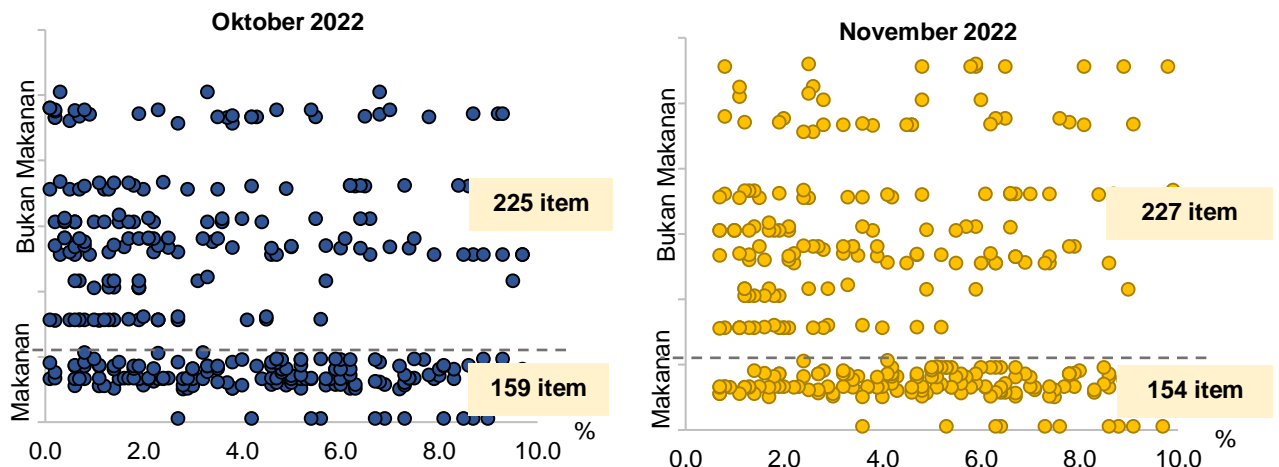 Oktober 2022
Bukan Makanan
Makanan
225 item
159 item
0.0 2.0 4.0 6.0 8.0 10.0
%
November 2022
Bukan Makanan
Makanan
227 item
154 item
0.0 2.0 4.0 6.0 8.0 10.0
%